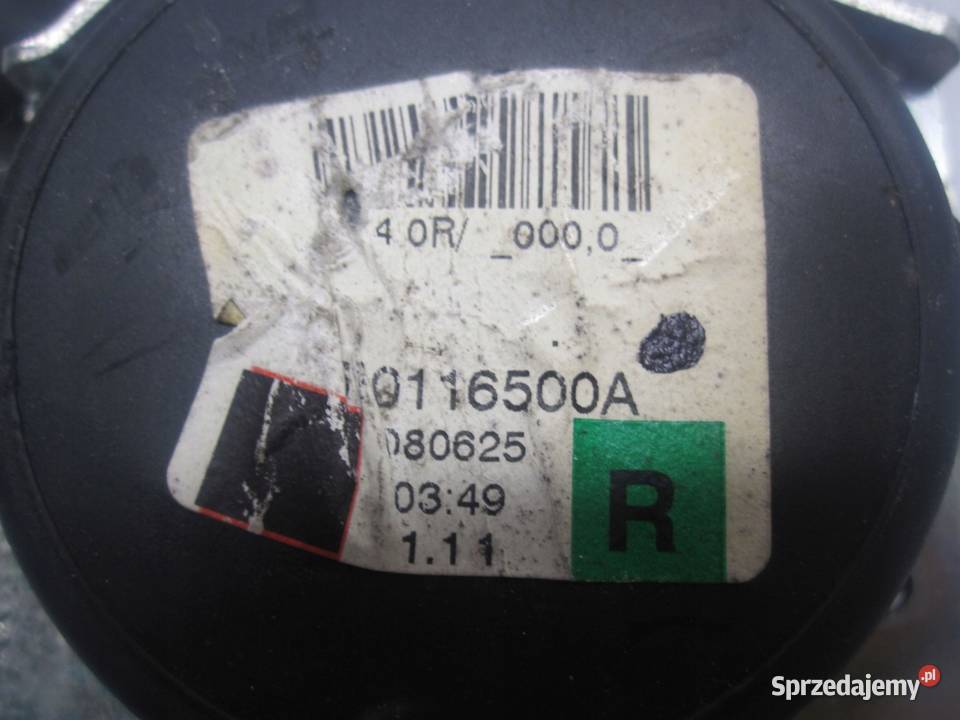 4 0R/ _000,0_
0116500A
080625
03:49
1.11
R
Sprzedajemy.pl